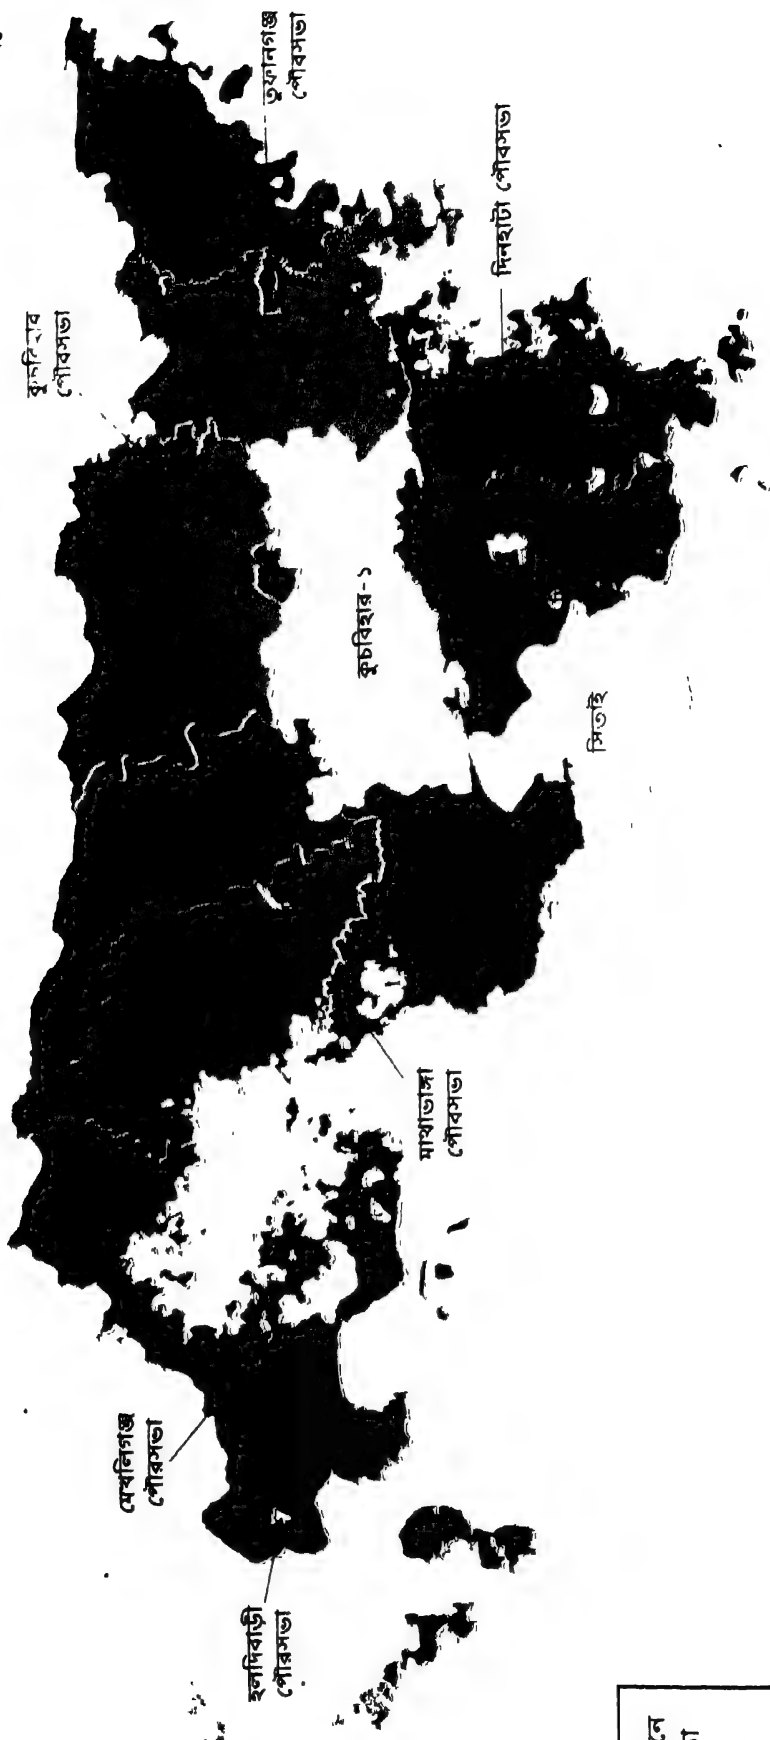 হলদিবাড়ী
পৌরসভা
মেখলিগঞ্জ
পৌরসভা
মাথাভাঙ্গা
পৌরসভা
সিতাই
কুচবিহার-১
কুচবিহার
পৌরসভা
দিনহাটা পৌরসভা
তুফানগঞ্জ
পৌরসভা